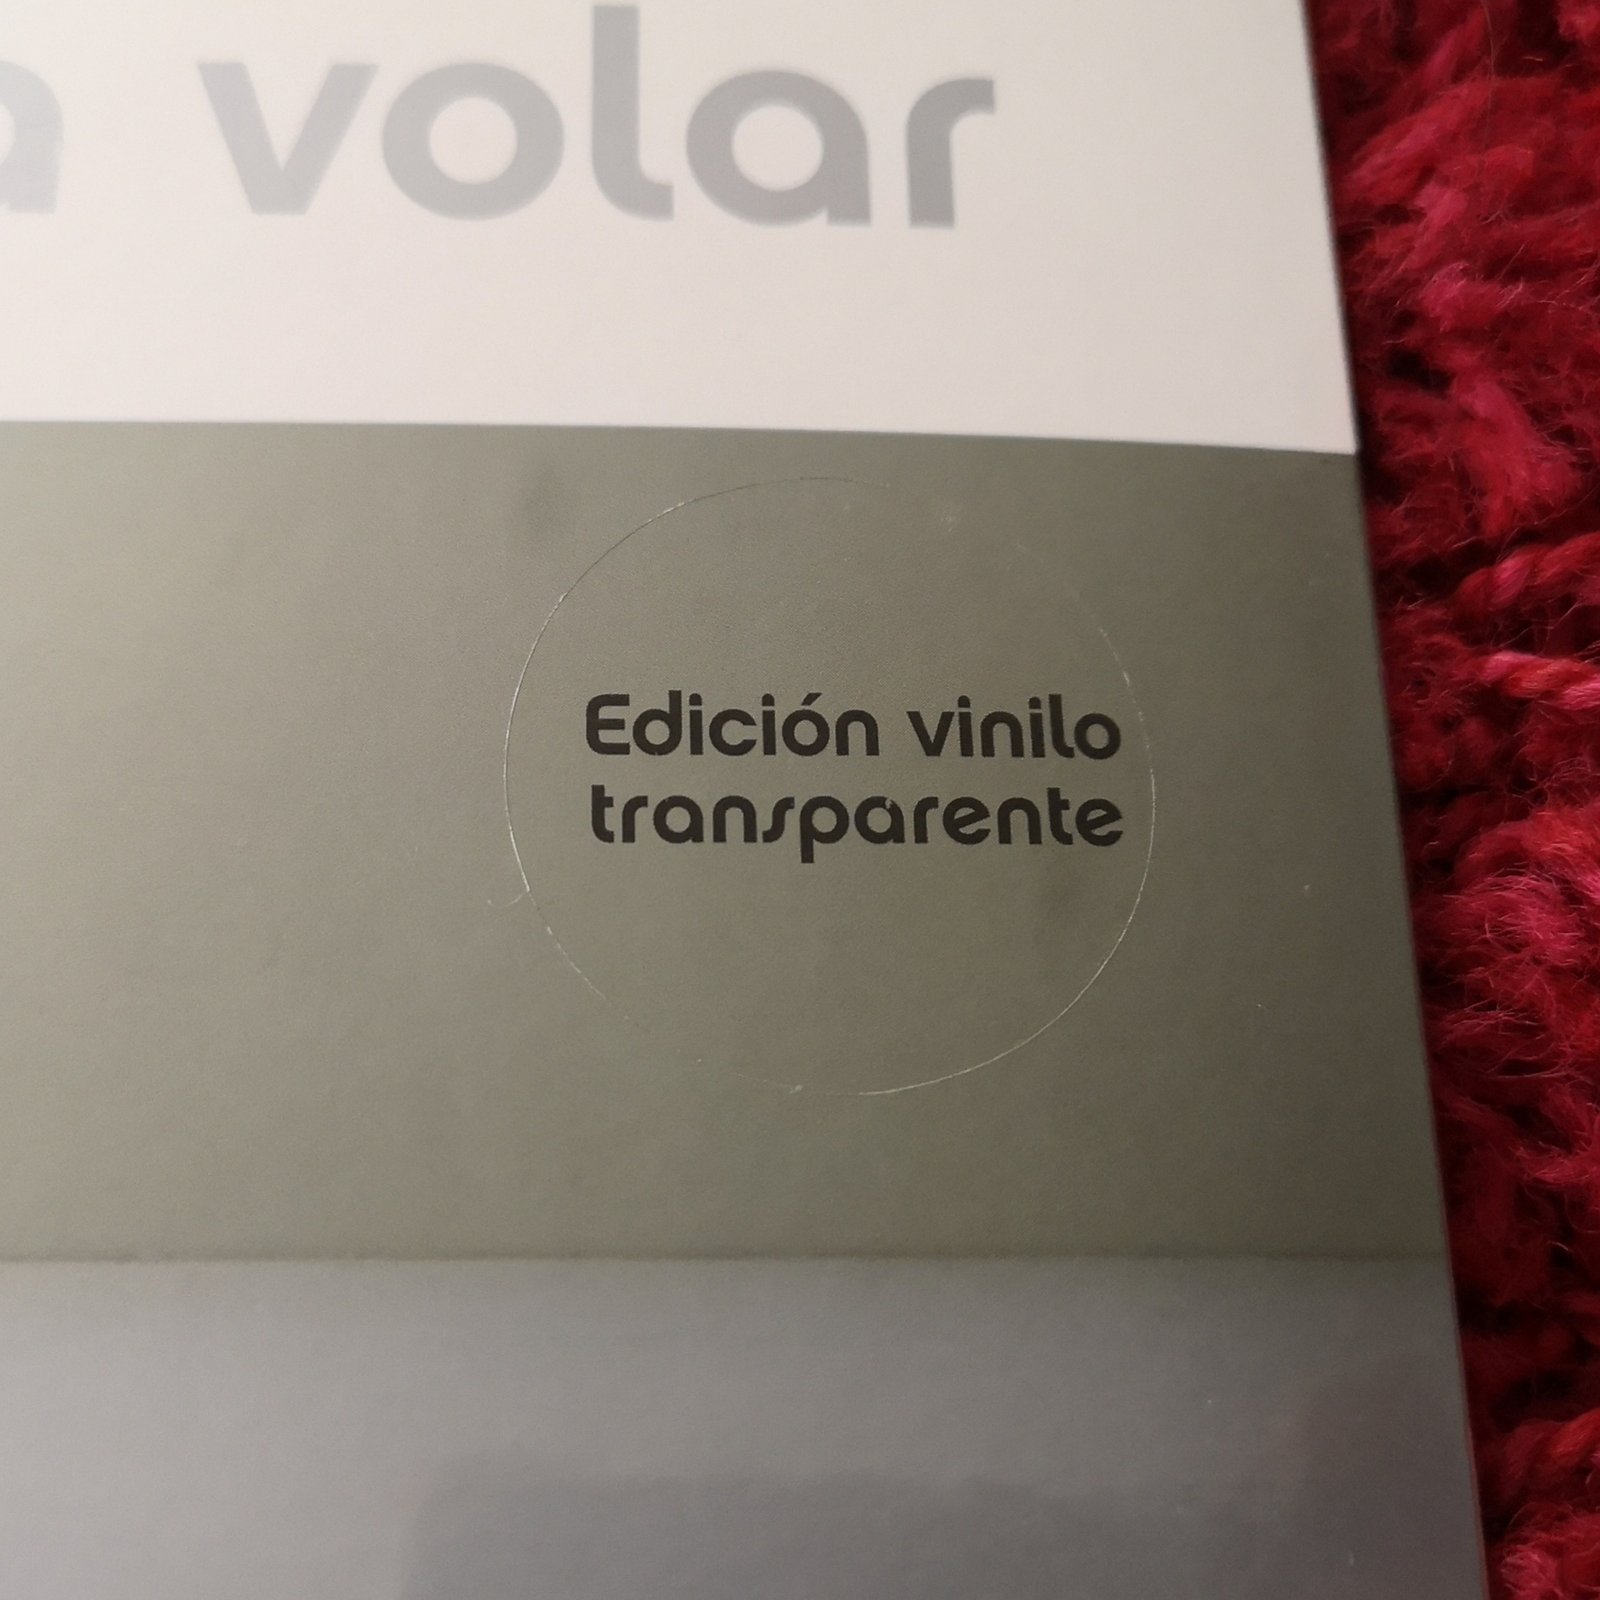 a volar
Edición vinilo
transparente